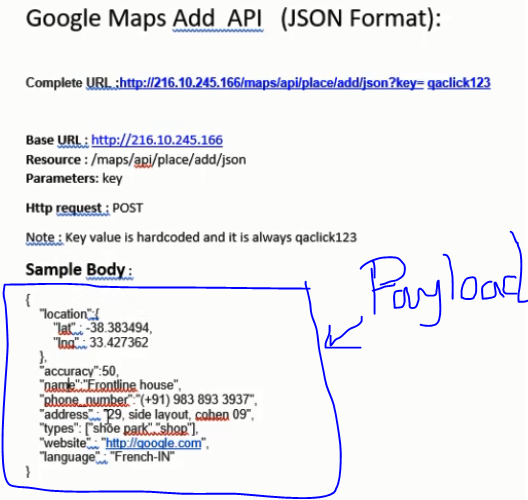 Google Maps Add API (JSON Format):
Complete URL :http://216.10.245.166/maps/api/place/add/json?key= qaclick123
Base URL : http://216.10.245.166
Resource : /maps/api/place/add/json
Parameters: key
Http request : POST
Note : Key value is hardcoded and it is always qaclick123
Sample Body :
Payload
{
"location":{
"lat" : -38.383494,
"lng" : 33.427362
},
"accuracy":50,
"name":"Frontline house",
"phone_number":"(+91) 983 893 3937",
"address" : "29, side layout, cohen 09",
"types": ["shoe park","shop"],
"website" : "http://google.com",
"language" : "French-IN"
}